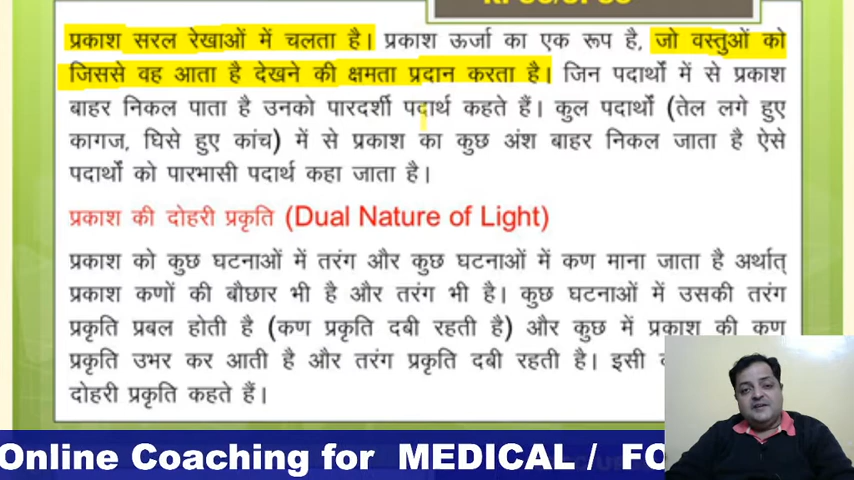 प्रकाश सरल रेखाओं में चलता है। प्रकाश ऊर्जा का एक रूप है, जो वस्तुओं को
जिससे वह आता है देखने की क्षमता प्रदान करता है। जिन पदार्थों में से प्रकाश
बाहर निकल पाता है उनको पारदर्शी पदार्थ कहते हैं। कुल पदार्थों (तेल लगे हुए
कागज, घिसे हुए कांच) में से प्रकाश का कुछ अंश बाहर निकल जाता है ऐसे
पदार्थों को पारभासी पदार्थ कहा जाता है।
प्रकाश की दोहरी प्रकृति (Dual Nature of Light)
प्रकाश को कुछ घटनाओं में तरंग और कुछ घटनाओं में कण माना जाता है अर्थात्
प्रकाश कणों की बौछार भी है और तरंग भी है। कुछ घटनाओं में उसकी तरंग
प्रकृति प्रबल होती है (कण प्रकृति दबी रहती है) और कुछ में प्रकाश की कण
प्रकृति उभर कर आती है और तरंग प्रकृति दबी रहती है। इसी
दोहरी प्रकृति कहते हैं।
Online Coaching for MEDICAL / FO